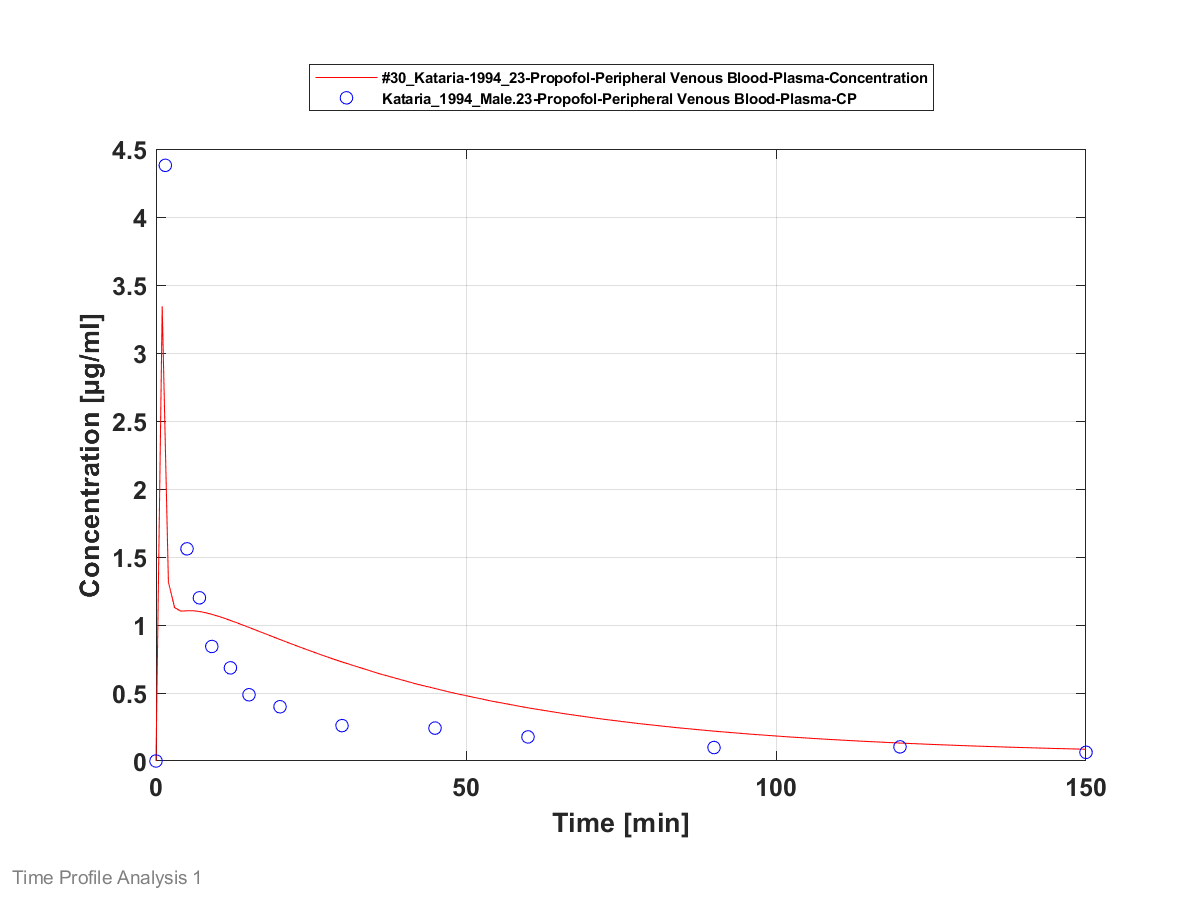 #30_Kataria-1994_23-Propofol-Peripheral Venous Blood-Plasma-Concentration
Kataria_1994_Male.23-Propofol-Peripheral Venous Blood-Plasma-CP
4.5
4
3.5
3
2.5
2
1.5
1
0.5
0
Concentration [µg/ml]
0 50 100 150
Time [min]
Time Profile Analysis 1